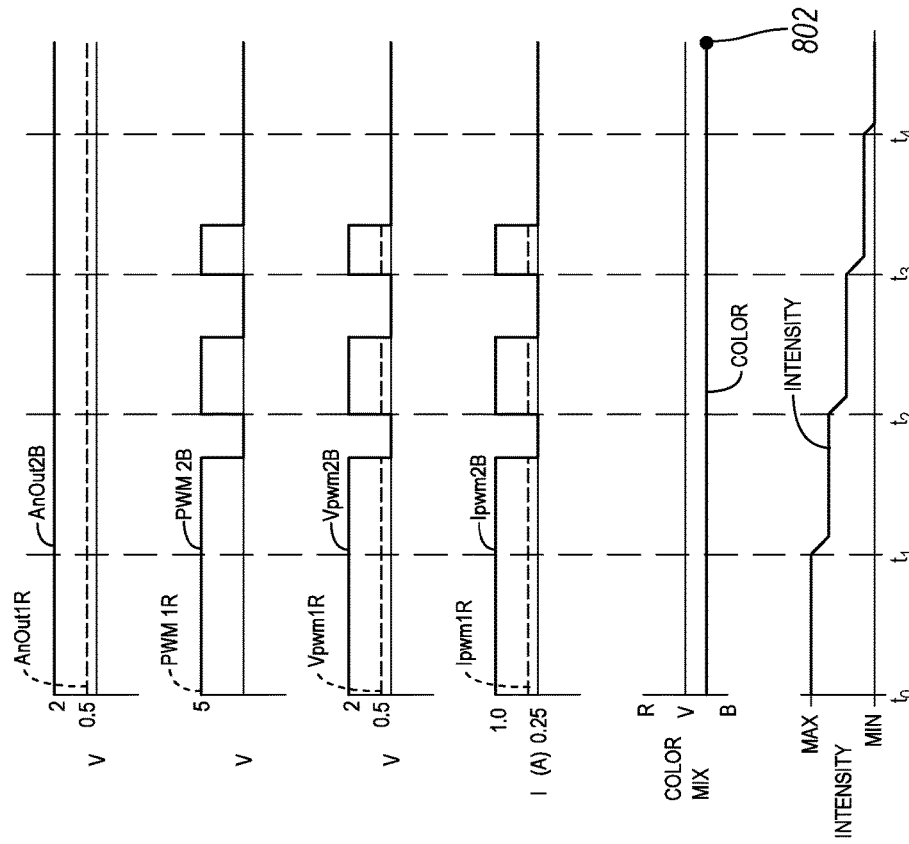 AnOut1R
AnOut2B
2
0.5
V
PWM 1R
PWM 2B
5
V
Vpwm1R
Vpwm2B
2
0.5
V
Ipwm1R
Ipwm2B
1.0
I (A) 0.25
COLOR
MIX
R
V
B
COLOR
802
INTENSITY
MAX
MIN
INTENSITY
t0 t1 t2 t3 t4